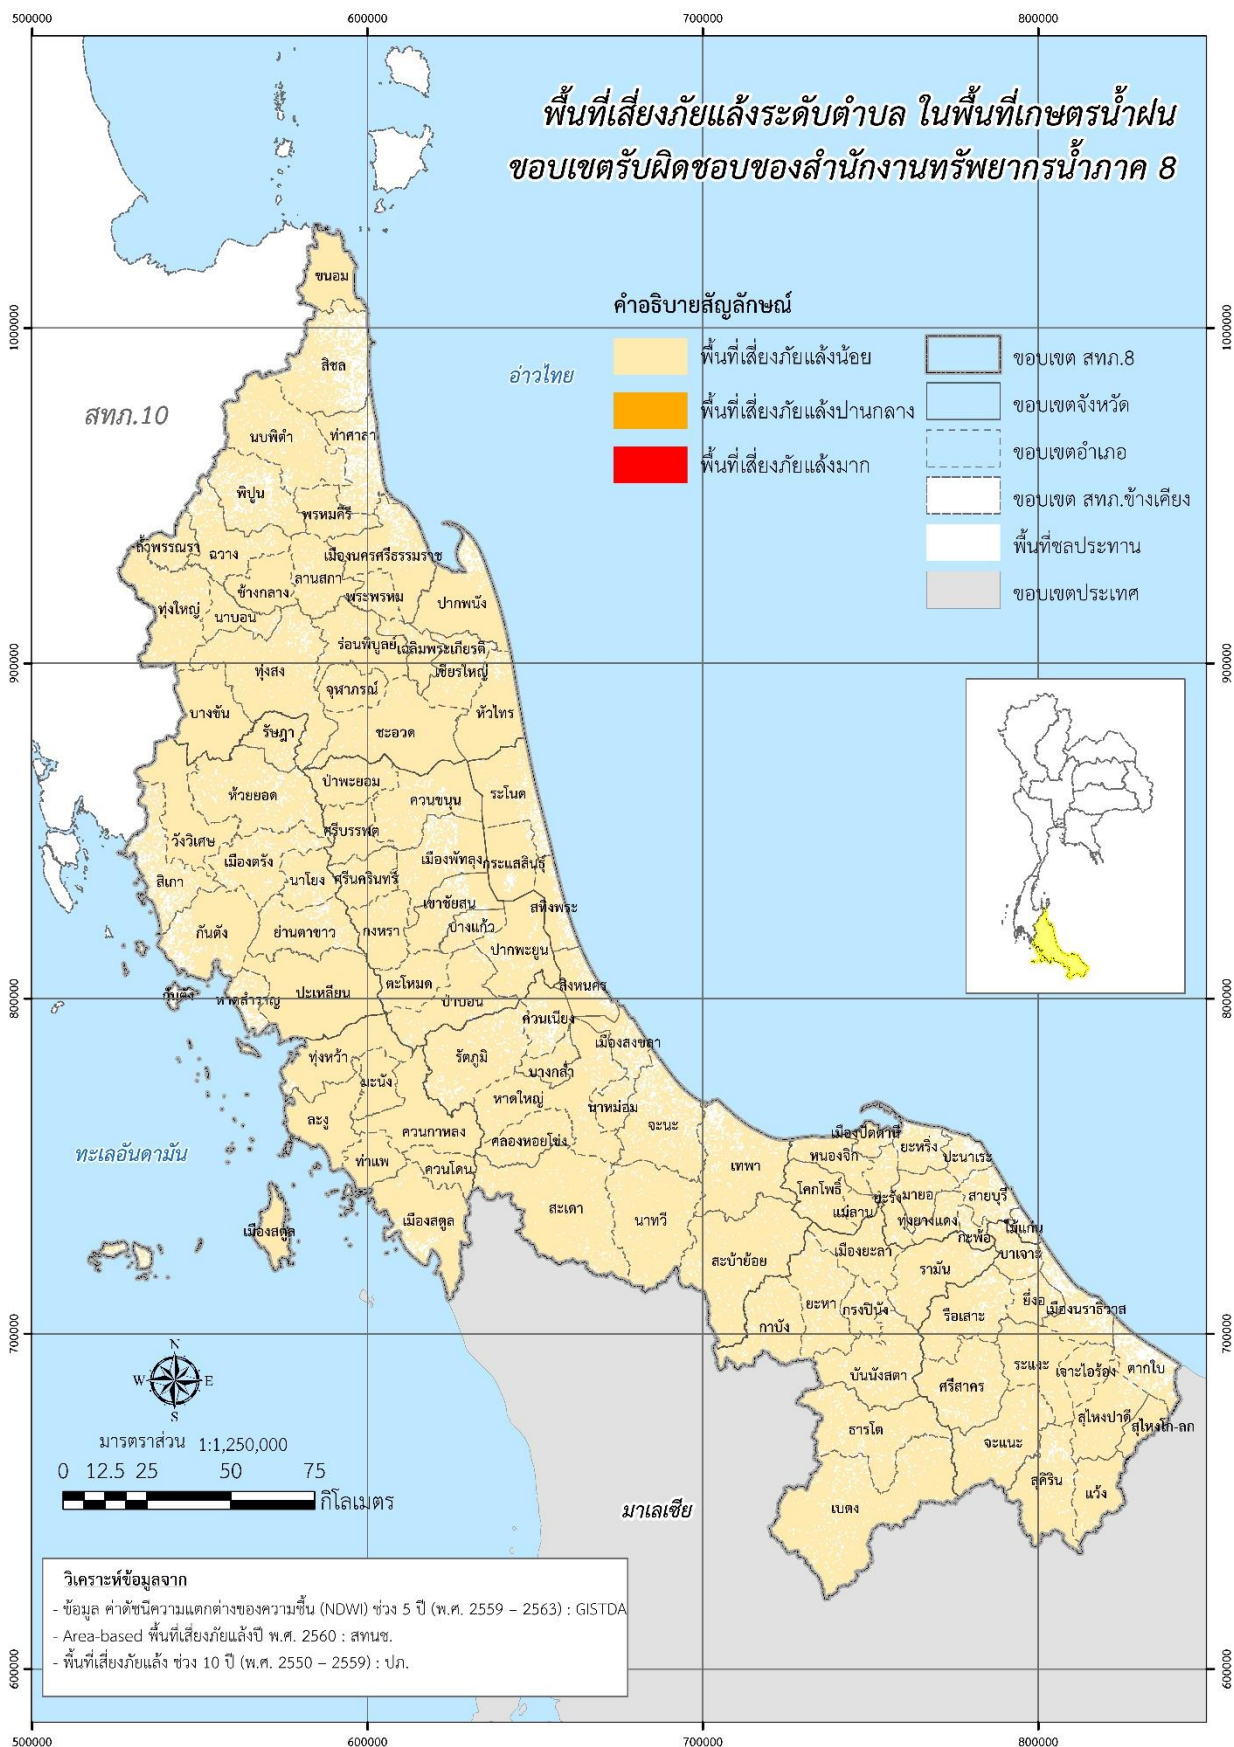 500000
600000
700000
800000
พื้นที่เสี่ยงภัยแล้งระดับตำบล ในพื้นที่เกษตรน้ำฝน
ขอบเขตรับผิดชอบของสำนักงานทรัพยากรน้ำภาค 8
คำอธิบายสัญลักษณ์
พื้นที่เสี่ยงภัยแล้งน้อย
พื้นที่เสี่ยงภัยแล้งปานกลาง
พื้นที่เสี่ยงภัยแล้งมาก
ขอบเขต สทภ.8
ขอบเขตจังหวัด
ขอบเขตอำเภอ
ขอบเขต สทภ.ข้างเคียง
พื้นที่ชลประทาน
ขอบเขตประเทศ
1000000
1000000
900000
900000
800000
800000
700000
700000
600000
600000
อ่าวไทย
สทภ.10
ทะเลอันดามัน
มาเลเซีย
ขนอม
สิชล
นบพิตำ
ท่าศาลา
พิปูน
พรหมคีรี
ถ้ำพรรณรา
ฉวาง
เมืองนครศรีธรรมราช
ลานสกา
ช้างกลาง
พระพรหม
ปากพนัง
ทุ่งใหญ่
นาบอน
ร่อนพิบูลย์
เฉลิมพระเกียรติ
ทุ่งสง
เชียรใหญ่
จุฬาภรณ์
บางขัน
หัวไทร
รัษฎา
ชะอวด
ป่าพะยอม
ห้วยยอด
ควนขนุน
ระโนด
ศรีบรรพต
วังวิเศษ
เมืองตรัง
เมืองพัทลุง
กระแสสินธุ์
สิเกา
นาโยง
ศรีนครินทร์
เขาชัยสน
สทิงพระ
กันตัง
ย่านตาขาว
กงหรา
บางแก้ว
ปากพะยูน
ตะโหมด
สิงหนคร
กันตัง
หาดสำราญ
ปะเหลียน
ป่าบอน
ควนเนียง
เมืองสงขลา
ทุ่งหว้า
รัตภูมิ
มะนัง
บางกล่ำ
หาดใหญ่
นาหม่อม
ละงู
จะนะ
ควนกาหลง
คลองหอยโข่ง
ท่าแพ
ควนโดน
เทพา
เมืองปัตตานี
ยะหริ่ง
หนองจิก
ปะนาเระ
โคกโพธิ์
ยะรัง
มายอ
สายบุรี
แม่ลาน
ทุ่งยางแดง
ไม้แก่น
กะพ้อ
เมืองสตูล
เมืองสตูล
สะเดา
นาทวี
สะบ้าย้อย
เมืองยะลา
บาเจาะ
รามัน
ยะหา
กรงปินัง
ยี่งอ
เมืองนราธิวาส
รือเสาะ
กาบัง
บันนังสตา
ระแงะ
เจาะไอร้อง
ตากใบ
ศรีสาคร
ธารโต
สุไหงปาดี
สุไหงโก-ลก
จะแนะ
สุคิริน
แว้ง
เบตง
N
W
E
S
มาตราส่วน 1:1,250,000
0 12.5 25 50 75
กิโลเมตร
วิเคราะห์ข้อมูลจาก
- ข้อมูล ค่าดัชนีความแตกต่างของความชื้น (NDWI) ช่วง 5 ปี (พ.ศ. 2559 – 2563) : GISTDA
- Area-based พื้นที่เสี่ยงภัยแล้งปี พ.ศ. 2560 : สทนช.
- พื้นที่เสี่ยงภัยแล้ง ช่วง 10 ปี (พ.ศ. 2550 – 2559) : ปภ.
500000
600000
700000
800000